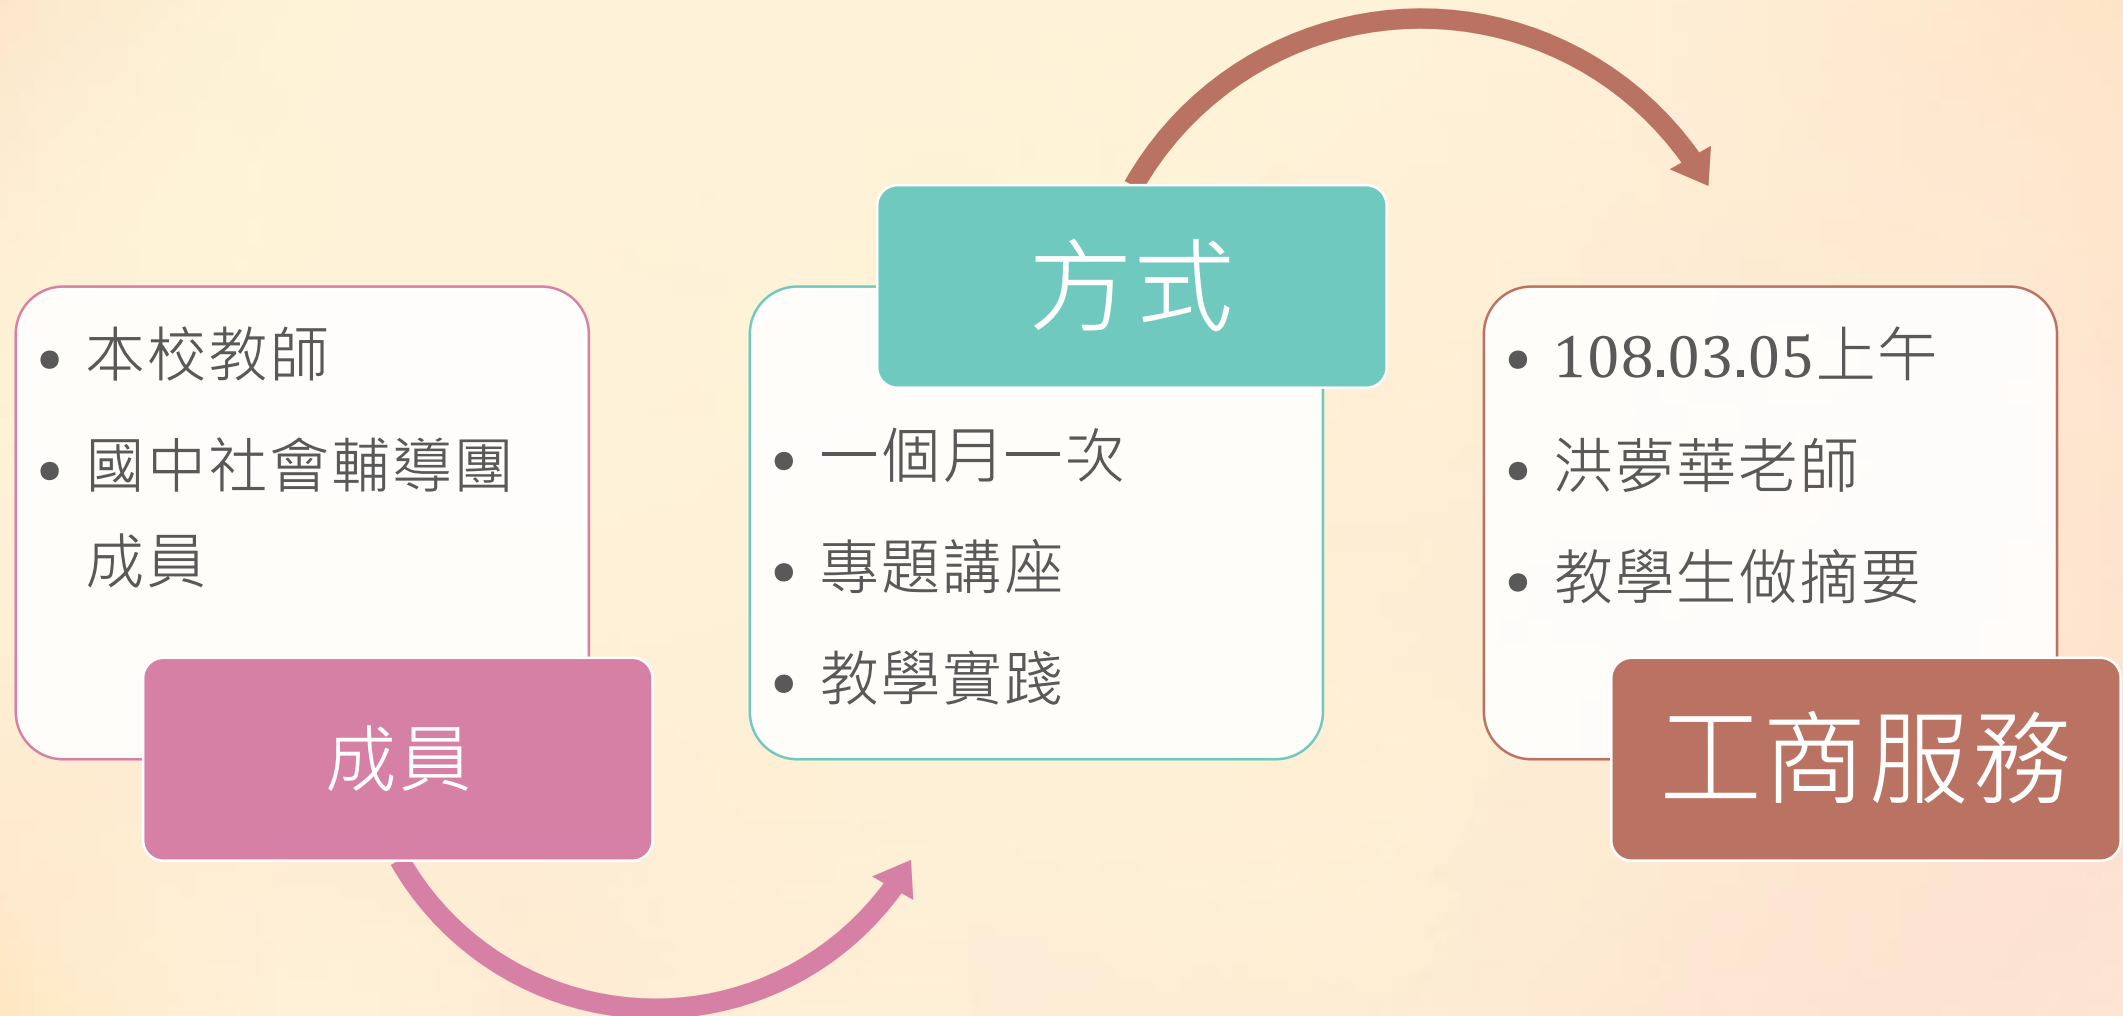 • 本校教師
• 國中社會輔導團
成員
成員
方式
• 一個月一次
• 專題講座
• 教學實踐
• 108.03.05上午
• 洪夢華老師
• 教學生做摘要
工商服務